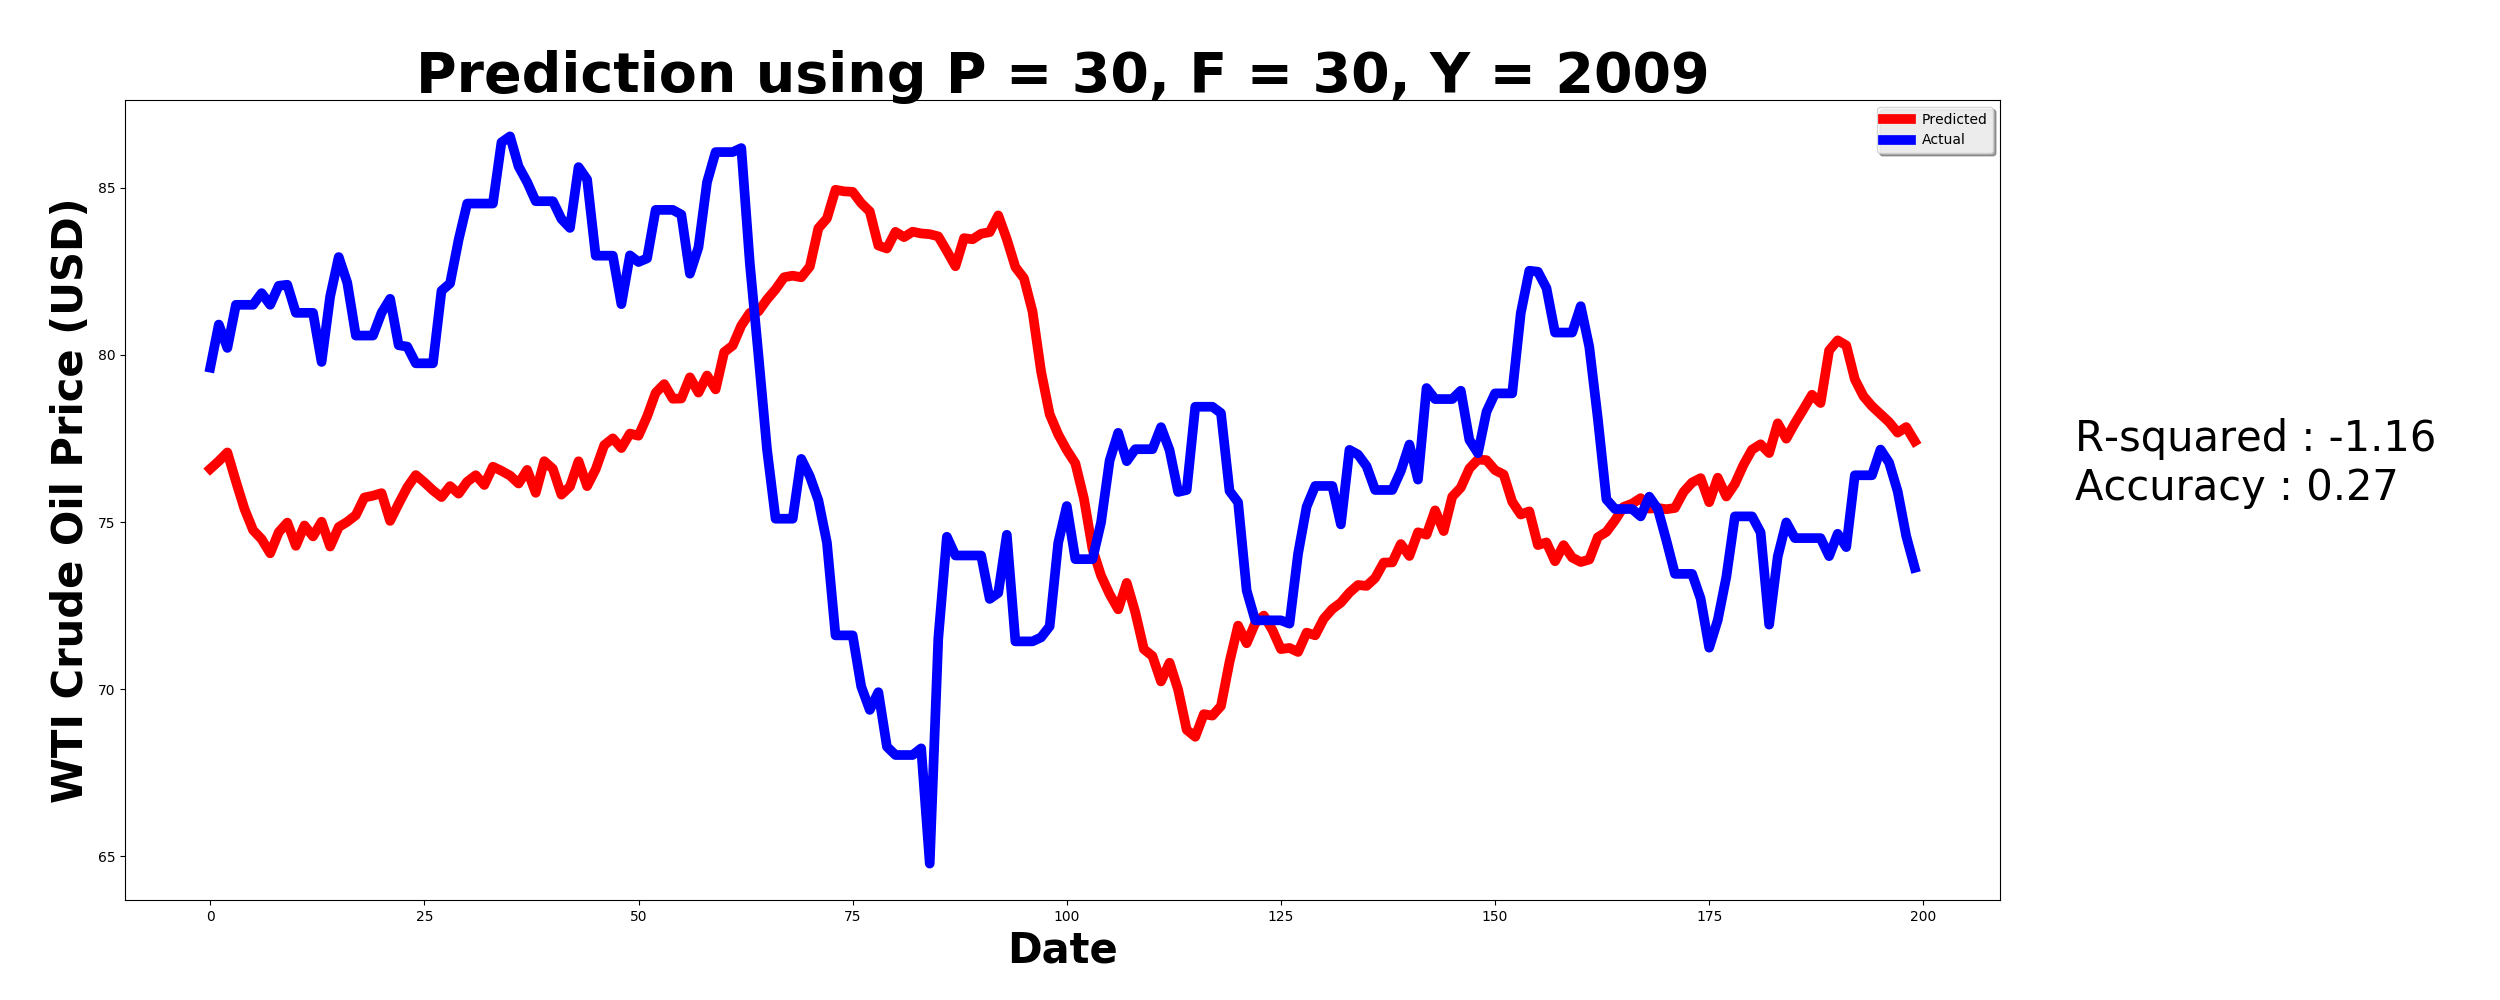 Prediction using P = 30, F = 30, Y = 2009
Predicted
Actual
WTI Crude Oil Price (USD)
85
80
75
70
65
0 25 50 75 100 125 150 175 200
Date
R-squared : -1.16
Accuracy : 0.27